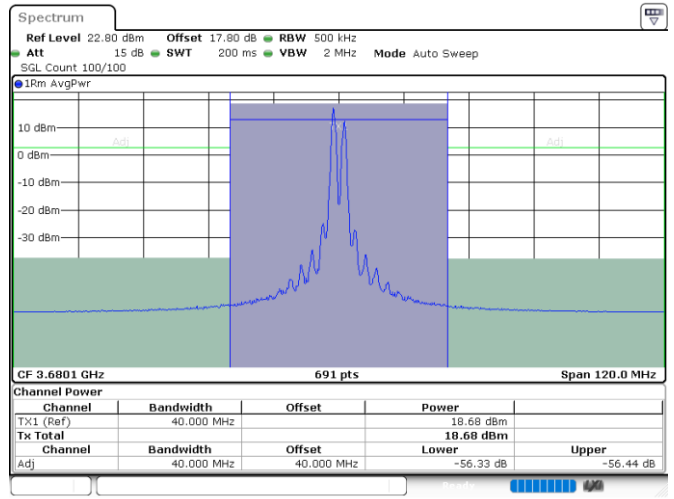 Spectrum
Ref Level 22.80 dBm Offset 17.80 dB RBW 500 kHz
Att 15 dB SWT 200 ms VBW 2 MHz Mode Auto Sweep
SGL Count 100/100
1Rm AvgPwr
10 dBm
Adj Adj
0 dBm
-10 dBm
-20 dBm
-30 dBm
CF 3.6801 GHz 691 pts Span 120.0 MHz
Channel Power
Channel Bandwidth Offset Power
TX1 (Ref) 40.000 MHz 18.68 dBm
Tx Total 18.68 dBm
Channel Bandwidth Offset Lower Upper
Adj 40.000 MHz 40.000 MHz -56.33 dB -56.44 dB